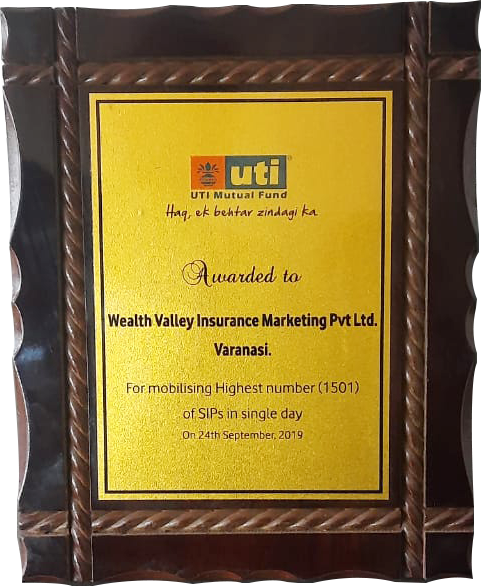 uti®
UTI Mutual Fund
Haq, ek behtar zindagi ka
Awarded to
Wealth Valley Insurance Marketing Pvt Ltd.
Varanasi.
For mobilising Highest number (1501)
of SIPs in single day
On 24th September, 2019